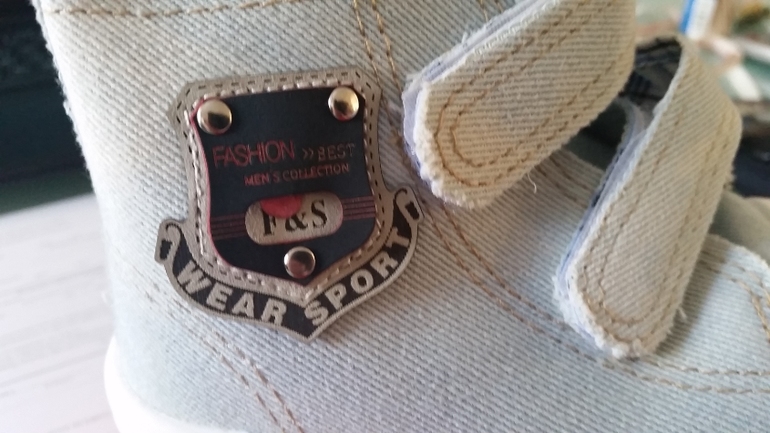 FASHION >> BEST
MEN'S COLLECTION
F&S
WEAR SPORT